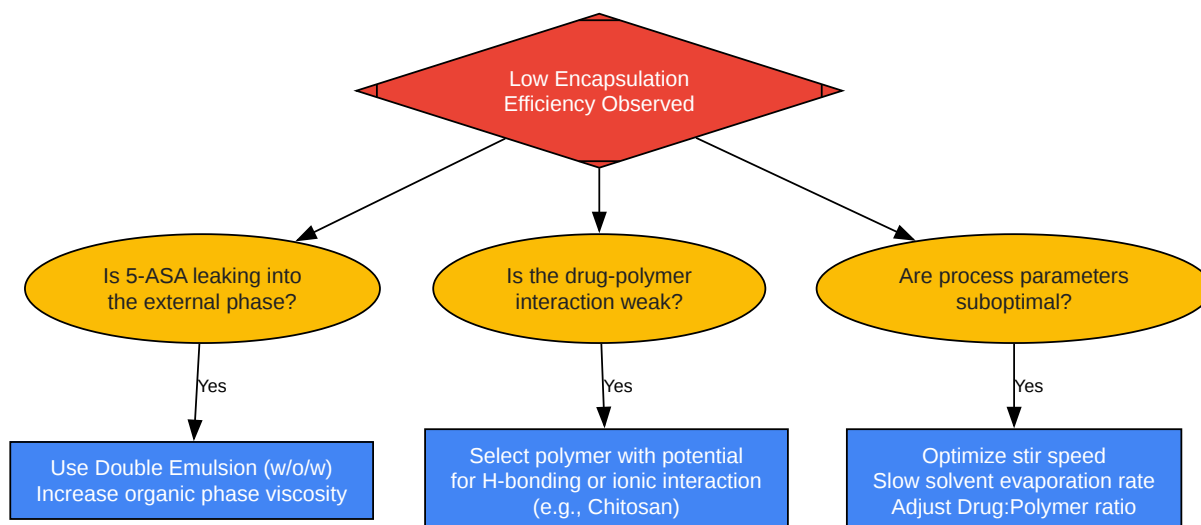 Low Encapsulation
Efficiency Observed
Is 5-ASA leaking into
the external phase?
Is the drug-polymer
interaction weak?
Are process parameters
suboptimal?
Yes
Yes
Yes
Use Double Emulsion (w/o/w)
Increase organic phase viscosity
Select polymer with potential
for H-bonding or ionic interaction
(e.g., Chitosan)
Optimize stir speed
Slow solvent evaporation rate
Adjust Drug:Polymer ratio